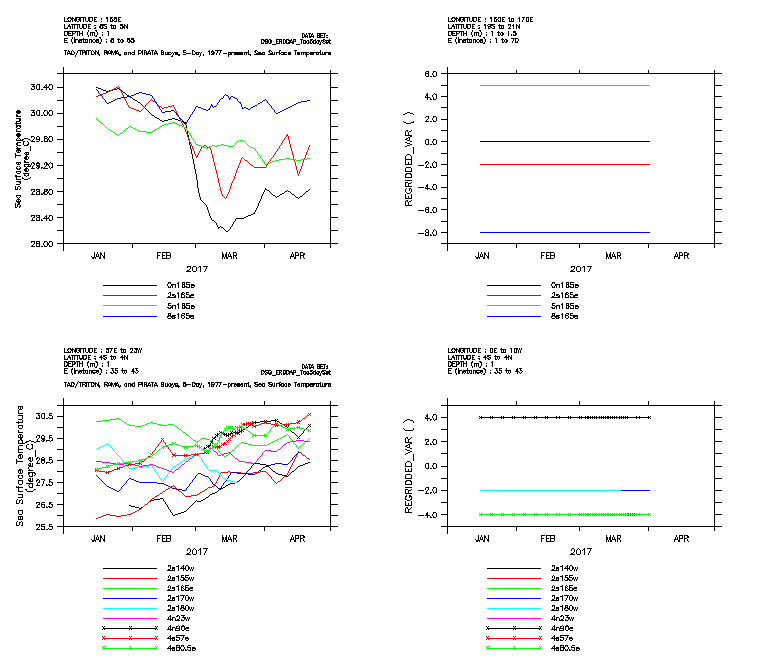 LONGITUDE : 165E
LATITUDE : 8S to 5N
DEPTH (m) : 1
E (Instance) : 6 to 65
DATA SET:
DSG_ERDDAP_Tao5daySst
TAO/TRITON, RAMA, and PIRATA Buoys, 5-Day, 1977-present, Sea Surface Temperature
30.40
30.00
29.60
29.20
28.80
28.40
28.00
Sea Surface Temperature
(degree_C)
JAN FEB MAR APR
2017
0n165e
2s165e
5n165e
8s165e
LONGITUDE : 160E to 170E
LATITUDE : 19S to 21N
DEPTH (m) : 1 to 1.5
E (Instance) : 1 to 70
6.0
4.0
2.0
0.0
-2.0
-4.0
-6.0
-8.0
REGRIDDED_VAR ( )
JAN FEB MAR APR
2017
0n165e
2s165e
5n165e
8s165e
LONGITUDE : 57E to 23W
LATITUDE : 4S to 4N
DEPTH (m) : 1
E (Instance) : 35 to 43
DATA SET:
DSG_ERDDAP_Tao5daySst
TAO/TRITON, RAMA, and PIRATA Buoys, 5-Day, 1977-present, Sea Surface Temperature
30.5
29.5
28.5
27.5
26.5
25.5
Sea Surface Temperature
(degree_C)
JAN FEB MAR APR
2017
2s140w
2s155w
2s165e
2s170w
2s180w
4n23w
4n90e
4s57e
4s80.5e
LONGITUDE : 0E to 10W
LATITUDE : 4S to 4N
DEPTH (m) : 1
E (Instance) : 35 to 43
4.0
2.0
0.0
-2.0
-4.0
REGRIDDED_VAR ( )
JAN FEB MAR APR
2017
2s140w
2s155w
2s165e
2s170w
2s180w
4n23w
4n90e
4s57e
4s80.5e